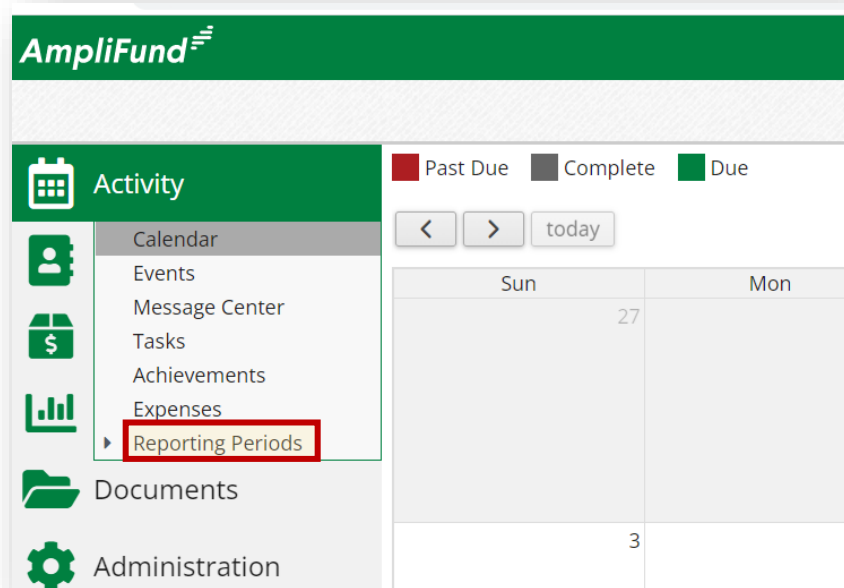 AmpliFund
Activity
Calendar
Events
Message Center
Tasks
Achievements
Expenses
Reporting Periods
Documents
Administration
Past Due Complete Due
today
Sun Mon
27
3